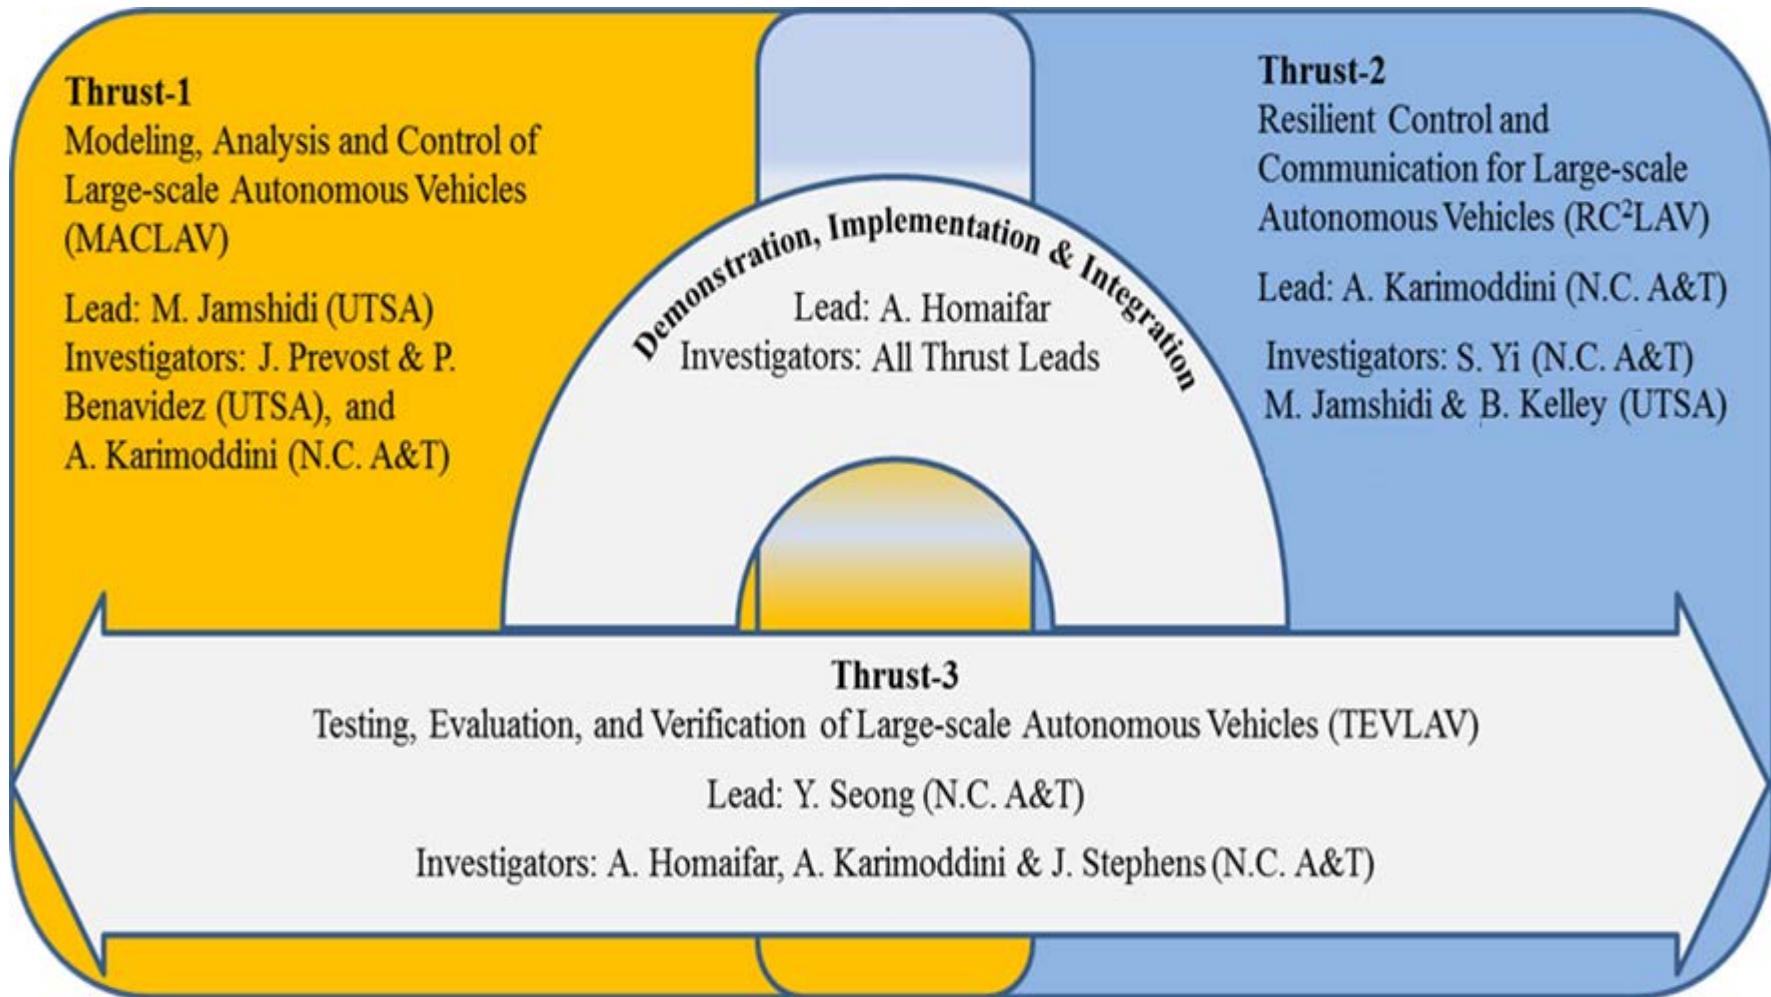 Thrust-1
Modeling, Analysis and Control of
Large-scale Autonomous Vehicles
(MACLAV)
Lead: M. Jamshidi (UTSA)
Investigators: J. Prevost & P.
Benavidez (UTSA), and
A. Karimoddini (N.C. A&T)
Demonstration, Implementation & Integration
Lead: A. Homaifar
Investigators: All Thrust Leads
Thrust-2
Resilient Control and
Communication for Large-scale
Autonomous Vehicles (RC²LAV)
Lead: A. Karimoddini (N.C. A&T)
Investigators: S. Yi (N.C. A&T)
M. Jamshidi & B. Kelley (UTSA)
Thrust-3
Testing, Evaluation, and Verification of Large-scale Autonomous Vehicles (TEVLAV)
Lead: Y. Seong (N.C. A&T)
Investigators: A. Homaifar, A. Karimoddini & J. Stephens (N.C. A&T)